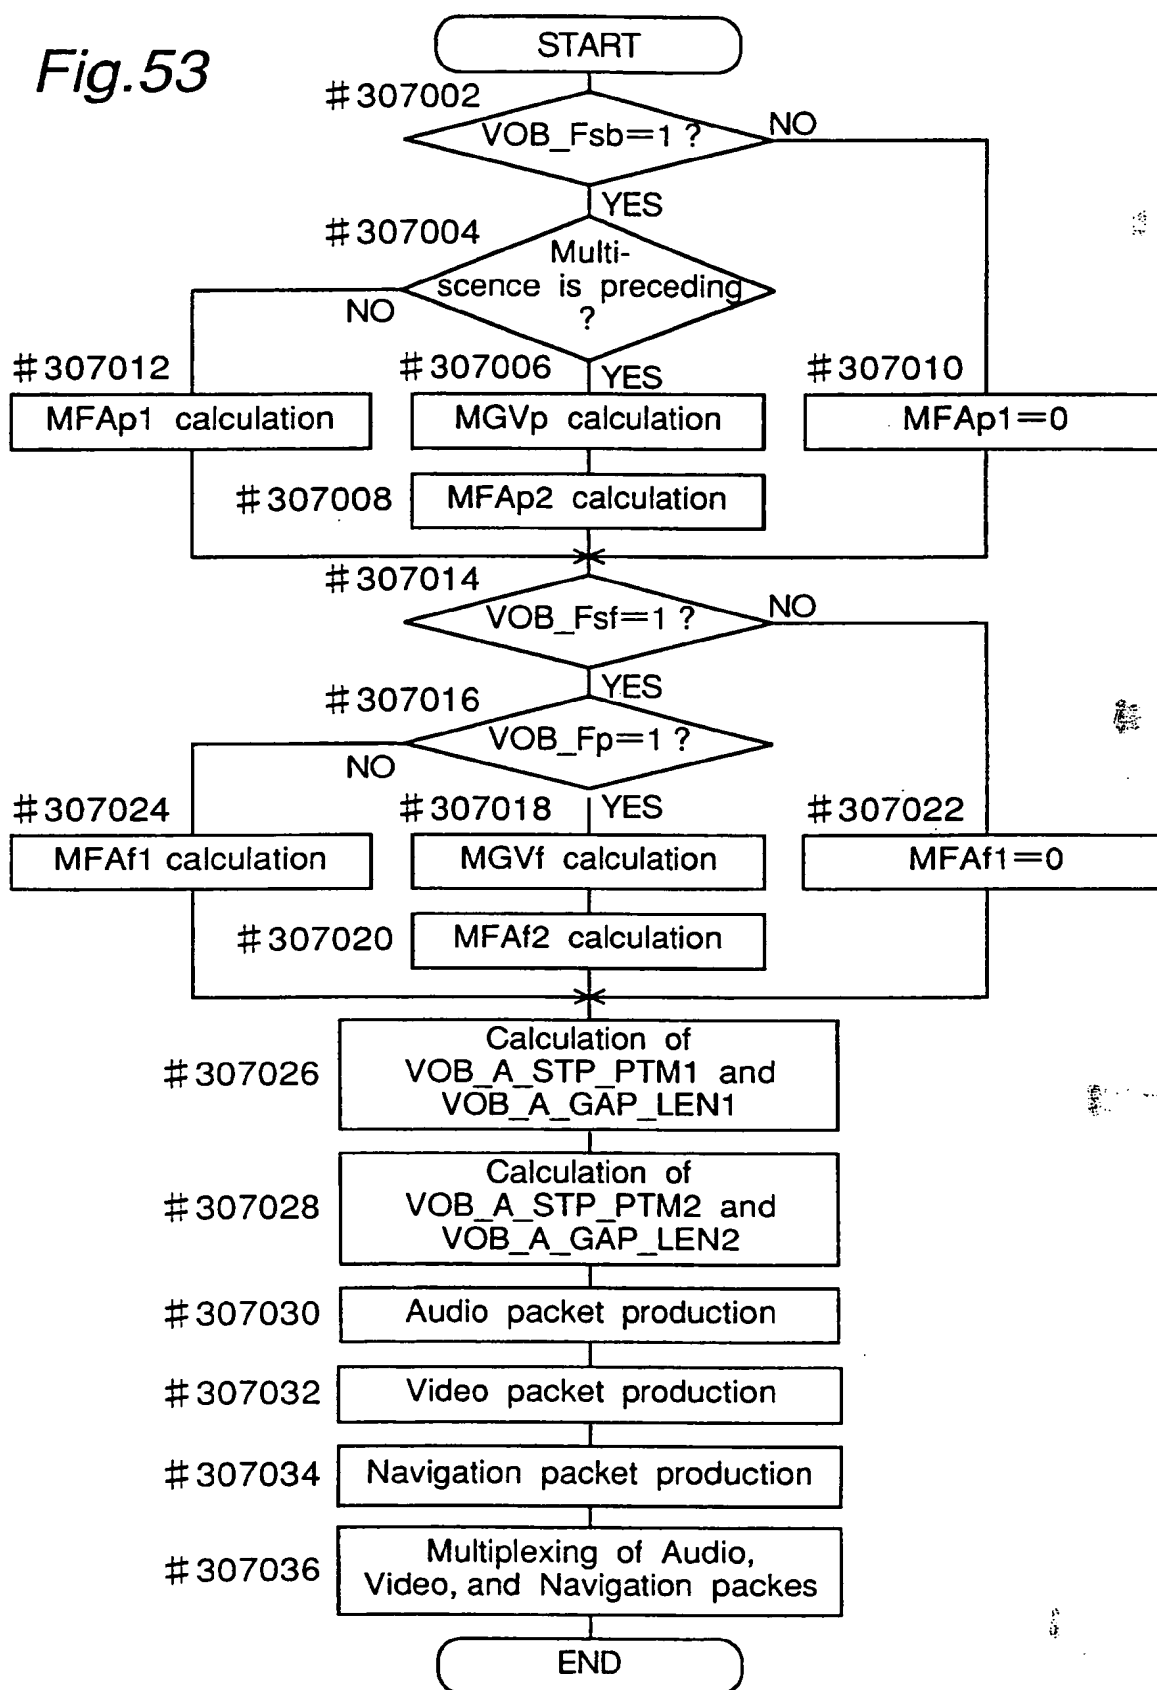 Fig.53
START
#307002
VOB_Fsb=1 ?
NO
YES
#307004
Multi-
scence is preceding
?
NO
YES
#307012
#307006
#307010
MFAp1 calculation
MGVp calculation
MFAp1=0
#307008
MFAp2 calculation
#307014
VOB_Fsf=1 ?
NO
YES
#307016
VOB_Fp=1 ?
NO
YES
#307024
#307018
#307022
MFAf1 calculation
MGVf calculation
MFAf1=0
#307020
MFAf2 calculation
#307026
Calculation of
VOB_A_STP_PTM1 and
VOB_A_GAP_LEN1
#307028
Calculation of
VOB_A_STP_PTM2 and
VOB_A_GAP_LEN2
#307030
Audio packet production
#307032
Video packet production
#307034
Navigation packet production
#307036
Multiplexing of Audio,
Video, and Navigation packes
END